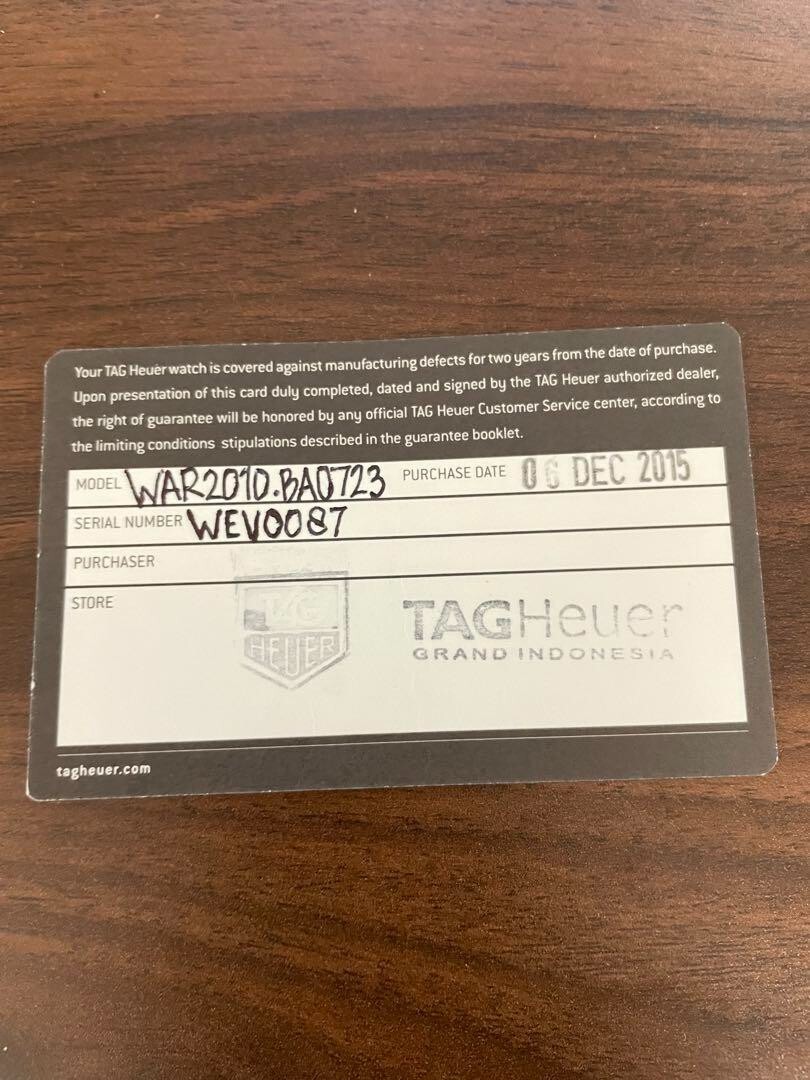 Your TAG Heuer watch is covered against manufacturing defects for two years from the date of purchase.
Upon presentation of this card duly completed, dated and signed by the TAG Heuer authorized dealer,
the right of guarantee will be honored by any official TAG Heuer Customer Service center, according to
the limiting conditions stipulations described in the guarantee booklet.
MODEL WAR2010.BA0723 PURCHASE DATE 06 DEC 2015
SERIAL NUMBER WEV0087
PURCHASER
STORE
TAG
HEUER
TAGHeuer
GRAND INDONESIA
tagheuer.com